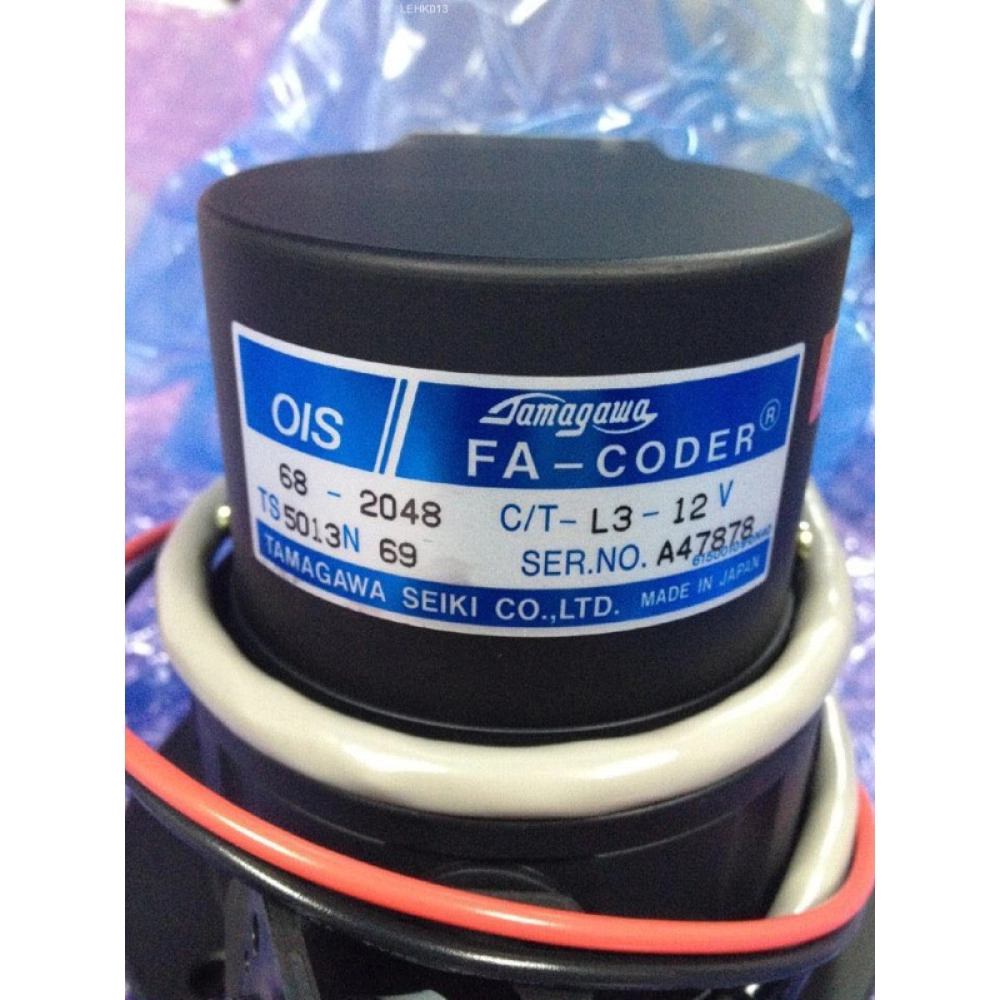 LEHK013
OIS
Tamagawa
FA-CODER®
68 - 2048
C/T- L3 - 12 V
TS5013N 69
SER.NO. A47878
TAMAGAWA SEIKI CO.,LTD. MADE IN JAPAN